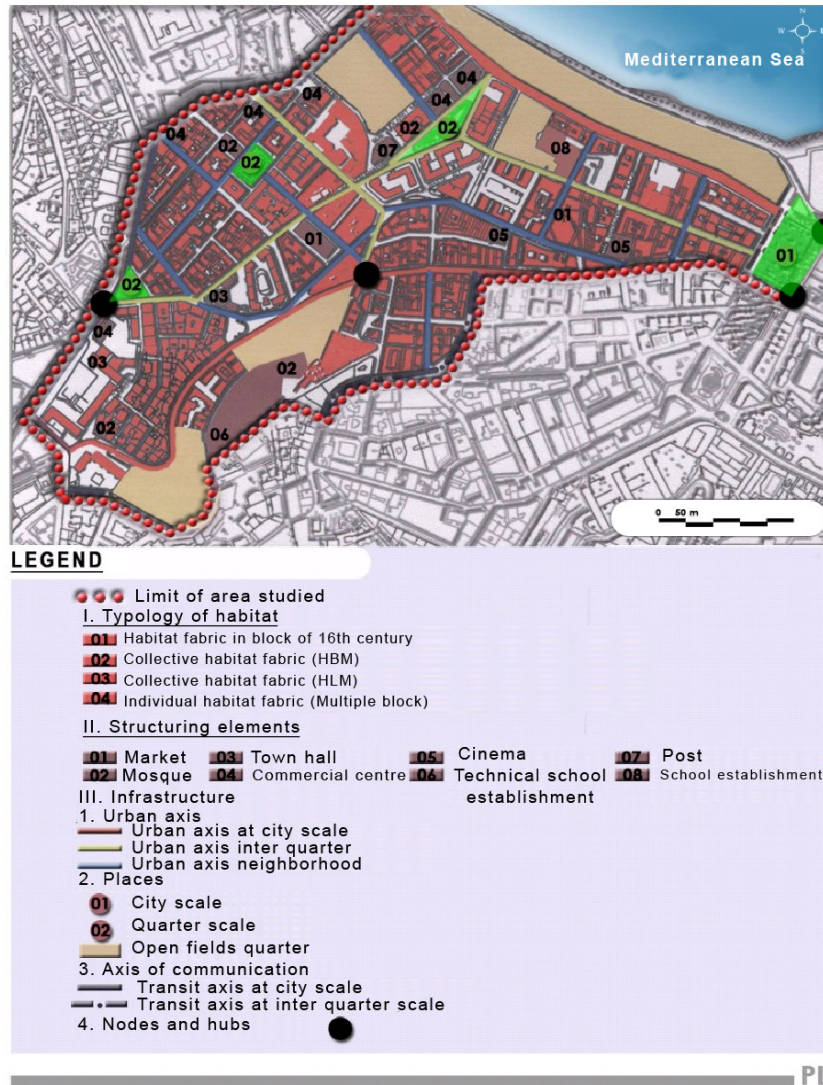 N
W
S
Mediterranean Sea
04
04
04
04
02
02
04
02
02
07
08
01
01
05
05
01
02
03
04
03
02
02
06
0 50 m
LEGEND
Limit of area studied
I. Typology of habitat
01 Habitat fabric in block of 16th century
02 Collective habitat fabric (HBM)
03 Collective habitat fabric (HLM)
04 Individual habitat fabric (Multiple block)
II. Structuring elements
01 Market 03 Town hall 05 Cinema 07 Post
02 Mosque 04 Commercial centre 06 Technical school 08 School establishment
establishment
III. Infrastructure
1. Urban axis
Urban axis at city scale
Urban axis inter quarter
Urban axis neighborhood
2. Places
01 City scale
02 Quarter scale
Open fields quarter
3. Axis of communication
Transit axis at city scale
Transit axis at inter quarter scale
4. Nodes and hubs